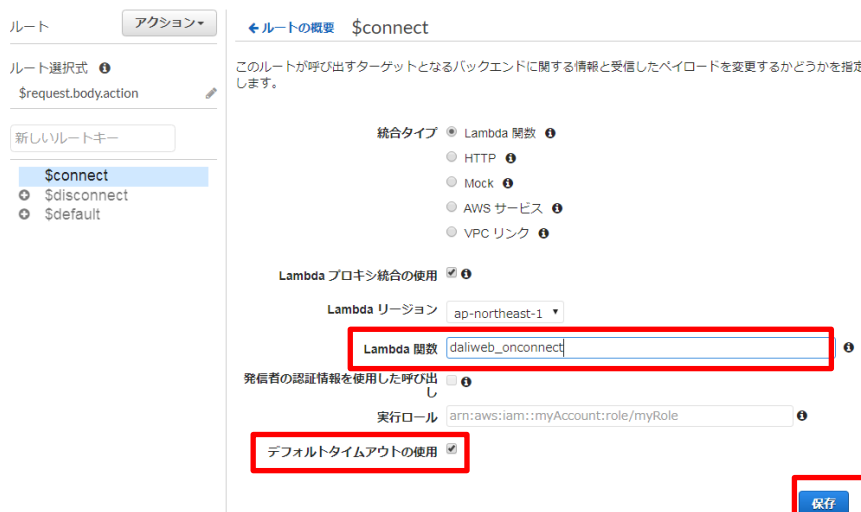 ルート
アクション
ルート選択式
$request.body.action
新しいルートキー
$connect
$disconnect
$default
ルートの概要 $connect
このルートが呼び出すターゲットとなるバックエンドに関する情報と受信したペイロードを変更するかどうかを指定
します。
統合タイプ Lambda 関数
HTTP
Mock
AWS サービス
VPC リンク
Lambda プロキシ統合の使用
Lambda リージョン ap-northeast-1
Lambda 関数 daliweb_onconnect
発信者の認証情報を使用した呼び出
し
実行ロール arn:aws:iam::myAccount:role/myRole
デフォルトタイムアウトの使用
保存